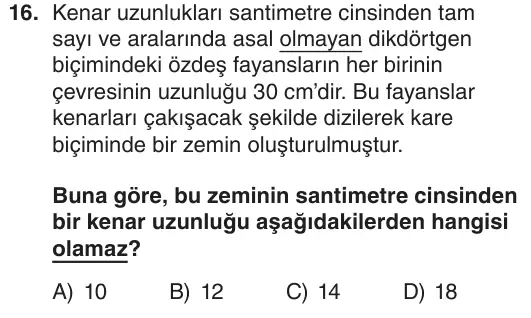 16. Kenar uzunlukları santimetre cinsinden tam
sayı ve aralarında asal olmayan dikdörtgen
biçimindeki özdeş fayansların her birinin
çevresinin uzunluğu 30 cm’dir. Bu fayanslar
kenarları çakışacak şekilde dizilerek kare
biçiminde bir zemin oluşturulmuştur.
Buna göre, bu zeminin santimetre cinsinden
bir kenar uzunluğu aşağıdakilerden hangisi
olamaz?
A) 10 B) 12 C) 14 D) 18